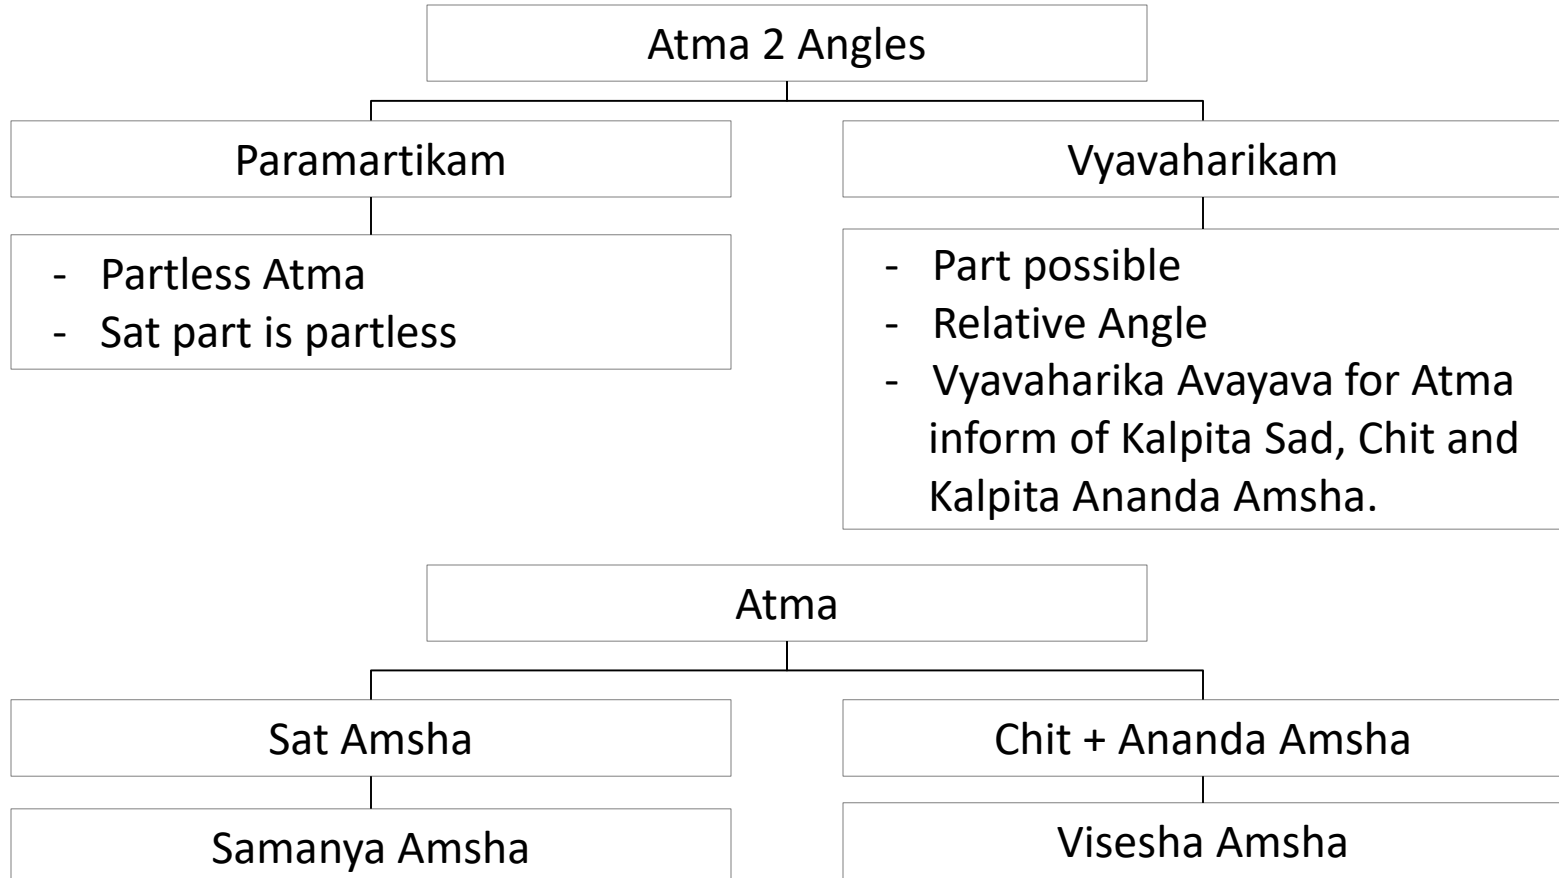 Atma 2 Angles
Paramartikam
Vyavaharikam
- Partless Atma
- Sat part is partless
- Part possible
- Relative Angle
- Vyavaharika Avayava for Atma
inform of Kalpita Sad, Chit and
Kalpita Ananda Amsha.
Atma
Sat Amsha
Chit + Ananda Amsha
Samanya Amsha
Visesha Amsha